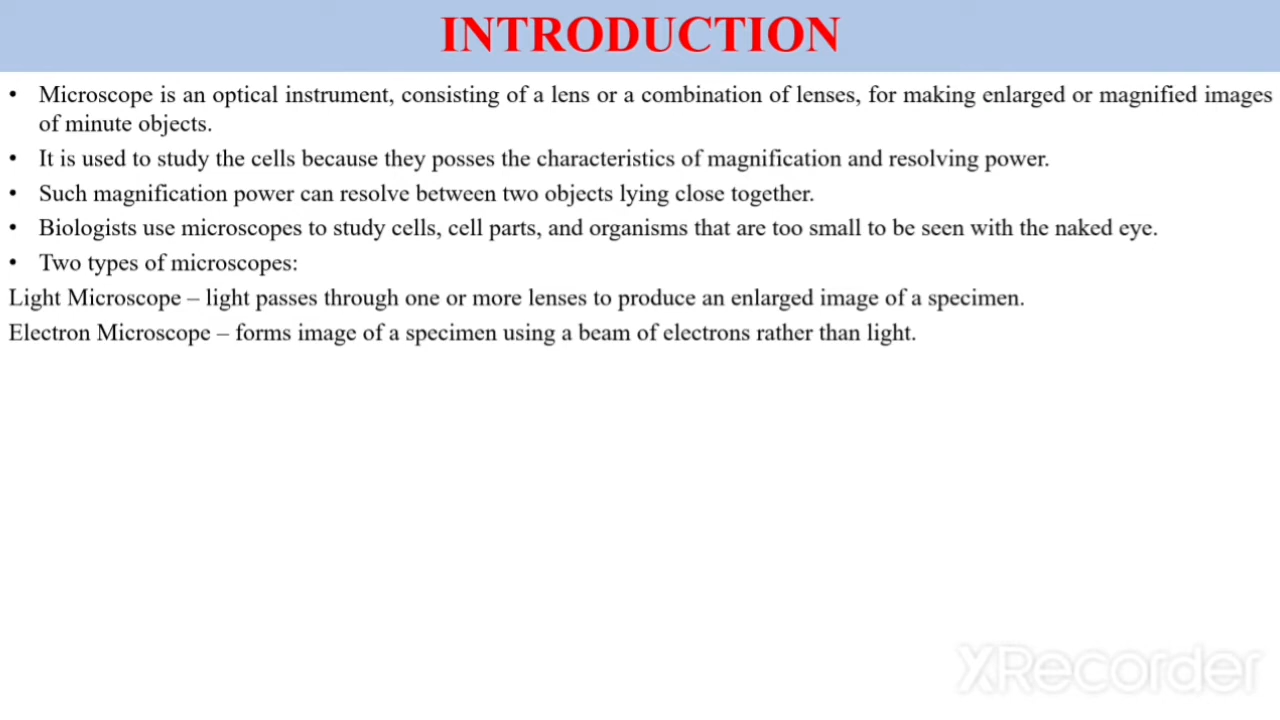 INTRODUCTION
• Microscope is an optical instrument, consisting of a lens or a combination of lenses, for making enlarged or magnified images
of minute objects.
• It is used to study the cells because they posses the characteristics of magnification and resolving power.
• Such magnification power can resolve between two objects lying close together.
• Biologists use microscopes to study cells, cell parts, and organisms that are too small to be seen with the naked eye.
• Two types of microscopes:
Light Microscope – light passes through one or more lenses to produce an enlarged image of a specimen.
Electron Microscope – forms image of a specimen using a beam of electrons rather than light.
XRecorder